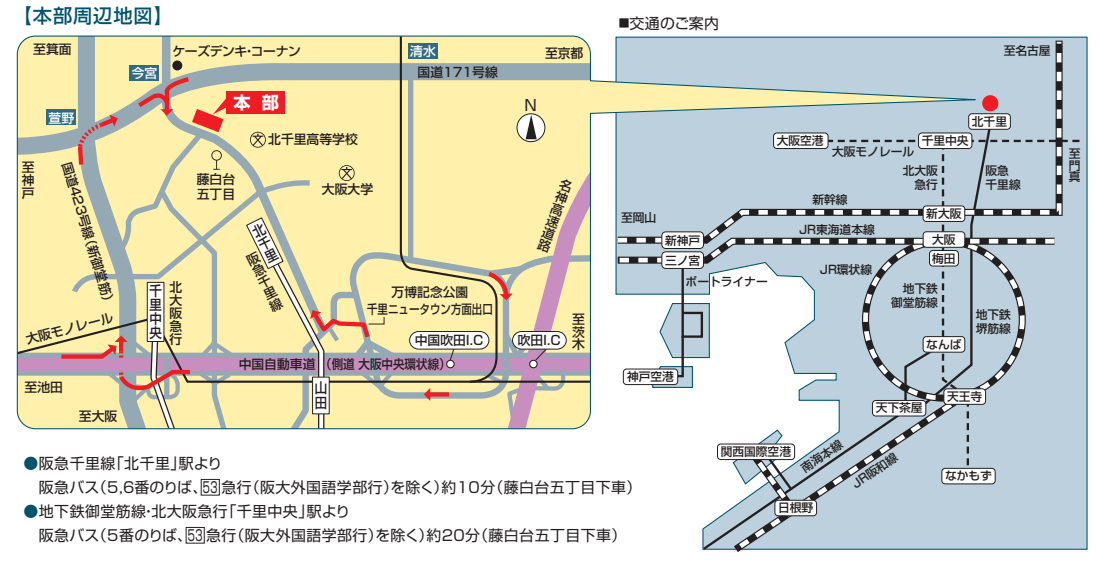 【本部周辺地図】
至箕面
ケーズデンキ・コーナン
清水
至京都
今宮
国道171号線
本 部
萱野
N
北千里高等学校
至神戸
藤白台
五丁目
大阪大学
国道423号線(新御堂筋)
名神高速道路
北千里
阪急千里線
北大阪急行
千里中央
万博記念公園
千里ニュータウン方面出口
大阪モノレール
中国吹田I.C
吹田I.C
至茨木
中国自動車道 (側道 大阪中央環状線)
至池田
山田
至大阪
●阪急千里線「北千里」駅より
阪急バス(5,6番のりば、53急行(阪大外国語学部行)を除く)約10分(藤白台五丁目下車)
●地下鉄御堂筋線・北大阪急行「千里中央」駅より
阪急バス(5番のりば、53急行(阪大外国語学部行)を除く)約20分(藤白台五丁目下車)
■交通のご案内
至名古屋
北千里
大阪空港
千里中央
大阪モノレール
至門真
北大阪
急行
阪急
千里線
新幹線
至岡山
新大阪
新神戸
JR東海道本線
大阪
三ノ宮
梅田
JR環状線
ポートライナー
地下鉄
御堂筋線
地下鉄
堺筋線
なんば
神戸空港
天王寺
天下茶屋
関西国際空港
南海本線
JR阪和線
なかもず
日根野